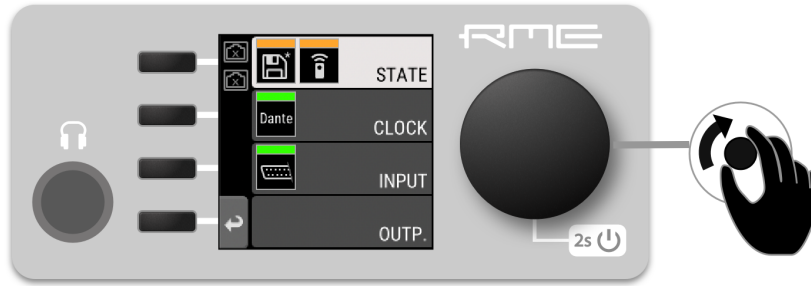 RME
STATE
Dante
CLOCK
INPUT
OUTP.
2s